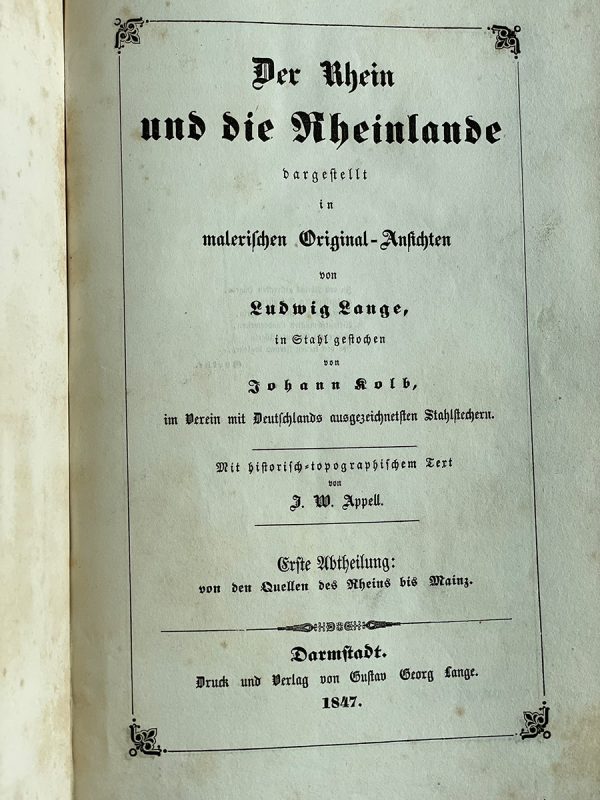 Der Rhein
und die Rheinlande
dargestellt
in
malerischen Original-Ansichten
von
Ludwig Lange,
in Stahl gestochen
von
Johann Kolb,
im Verein mit Deutschlands ausgezeichnetsten Stahlstechern.
Mit historisch-topographischem Text
von
J. W. Appell.
Erste Abtheilung:
von den Quellen des Rheins bis Mainz.
Darmstadt.
Druck und Verlag von Gustav Georg Lange.
1847.